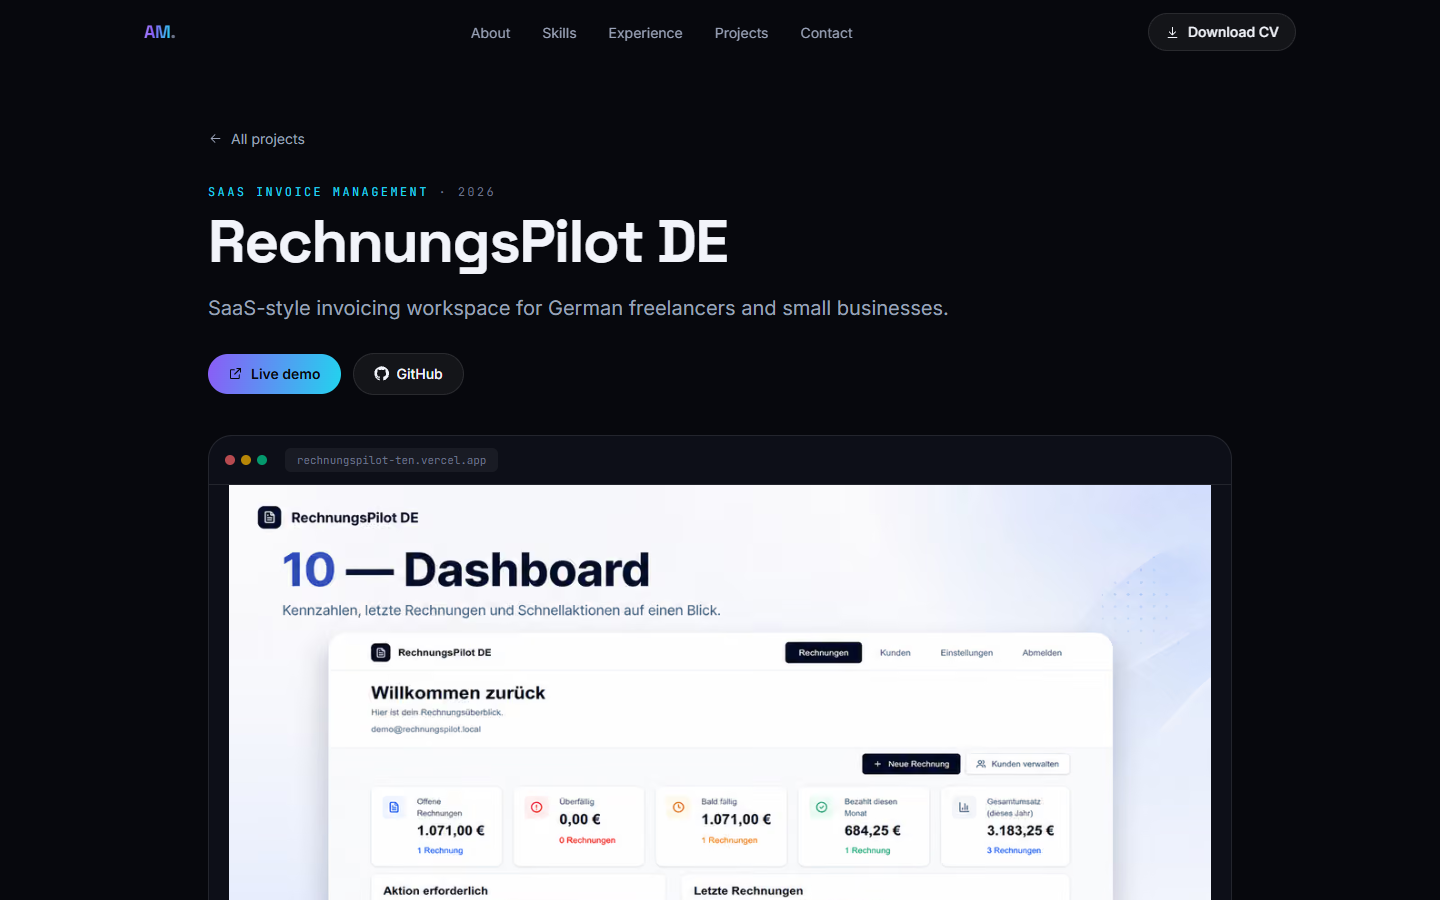 AM.
About Skills Experience Projects Contact
Download CV
All projects
SAAS INVOICE MANAGEMENT · 2026
RechnungsPilot DE
SaaS-style invoicing workspace for German freelancers and small businesses.
Live demo
GitHub
rechnungspilot-ten.vercel.app
RechnungsPilot DE
10 — Dashboard
Kennzahlen, letzte Rechnungen und Schnellaktionen auf einen Blick.
RechnungsPilot DE
Rechnungen Kunden Einstellungen Abmelden
Willkommen zurück
Hier ist dein Rechnungsüberblick.
demo@rechnungspilot.local
+ Neue Rechnung
Kunden verwalten
Offene
Rechnungen
1.071,00 €
1 Rechnung
Überfällig
0,00 €
0 Rechnungen
Bald fällig
1.071,00 €
1 Rechnungen
Bezahlt diesen
Monat
684,25 €
1 Rechnung
Gesamtumsatz
(dieses Jahr)
3.183,25 €
3 Rechnungen
Aktion erforderlich
Letzte Rechnungen